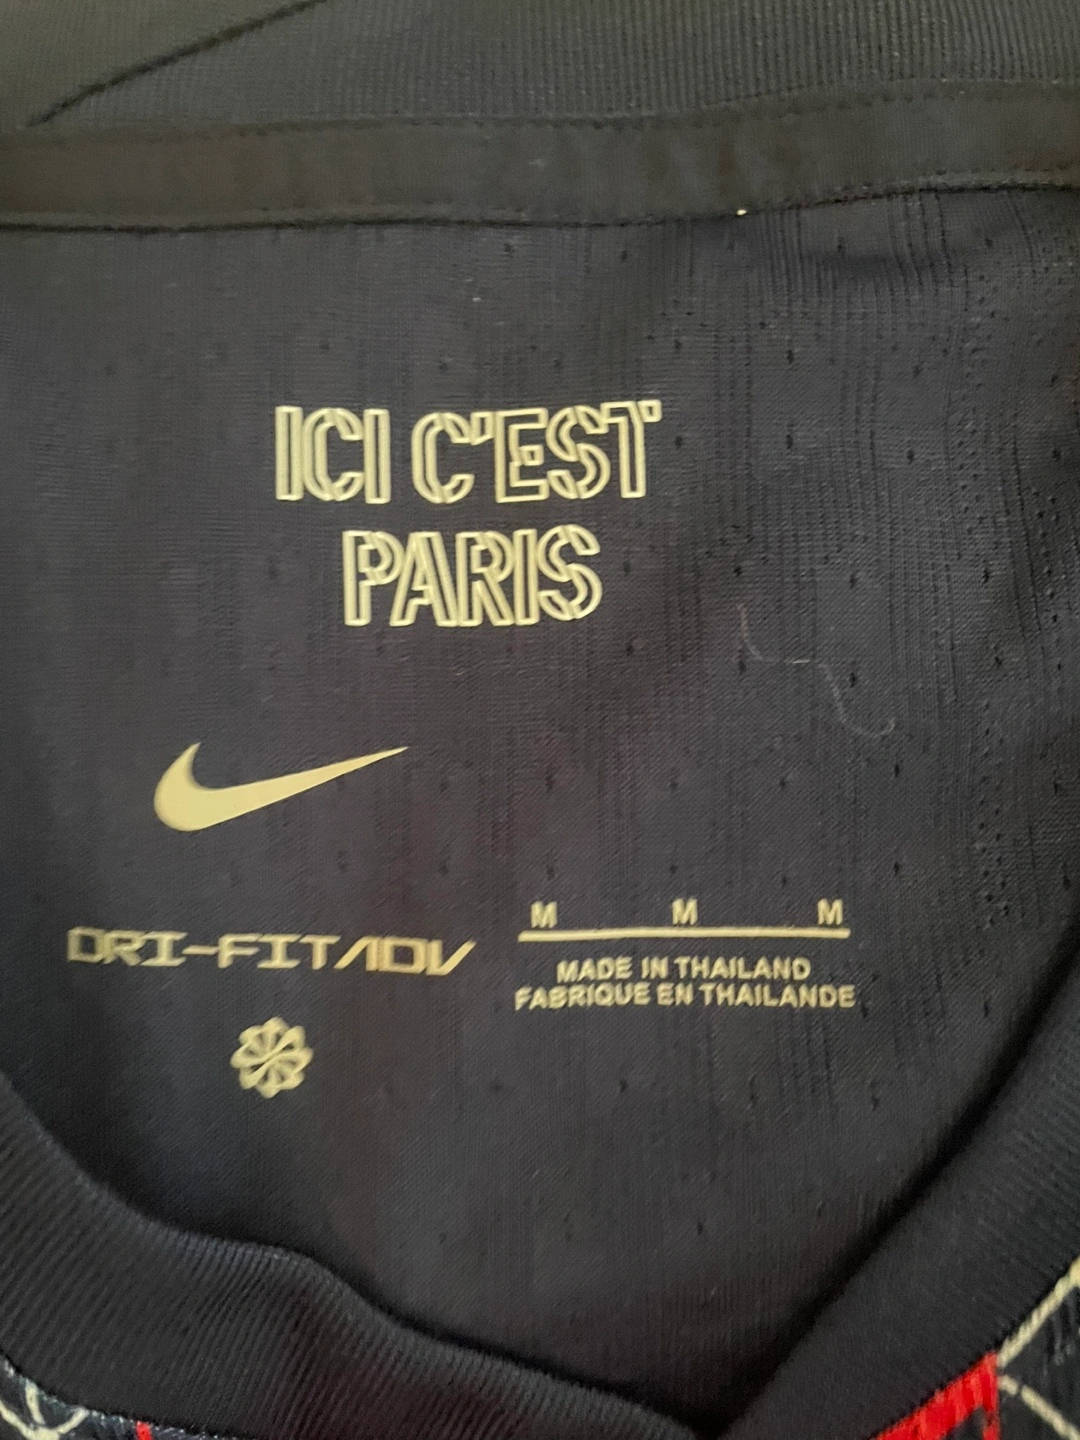 ICI C'EST
PARIS
DRI-FIT ADV
M M M
MADE IN THAILAND
FABRIQUE EN THAILANDE